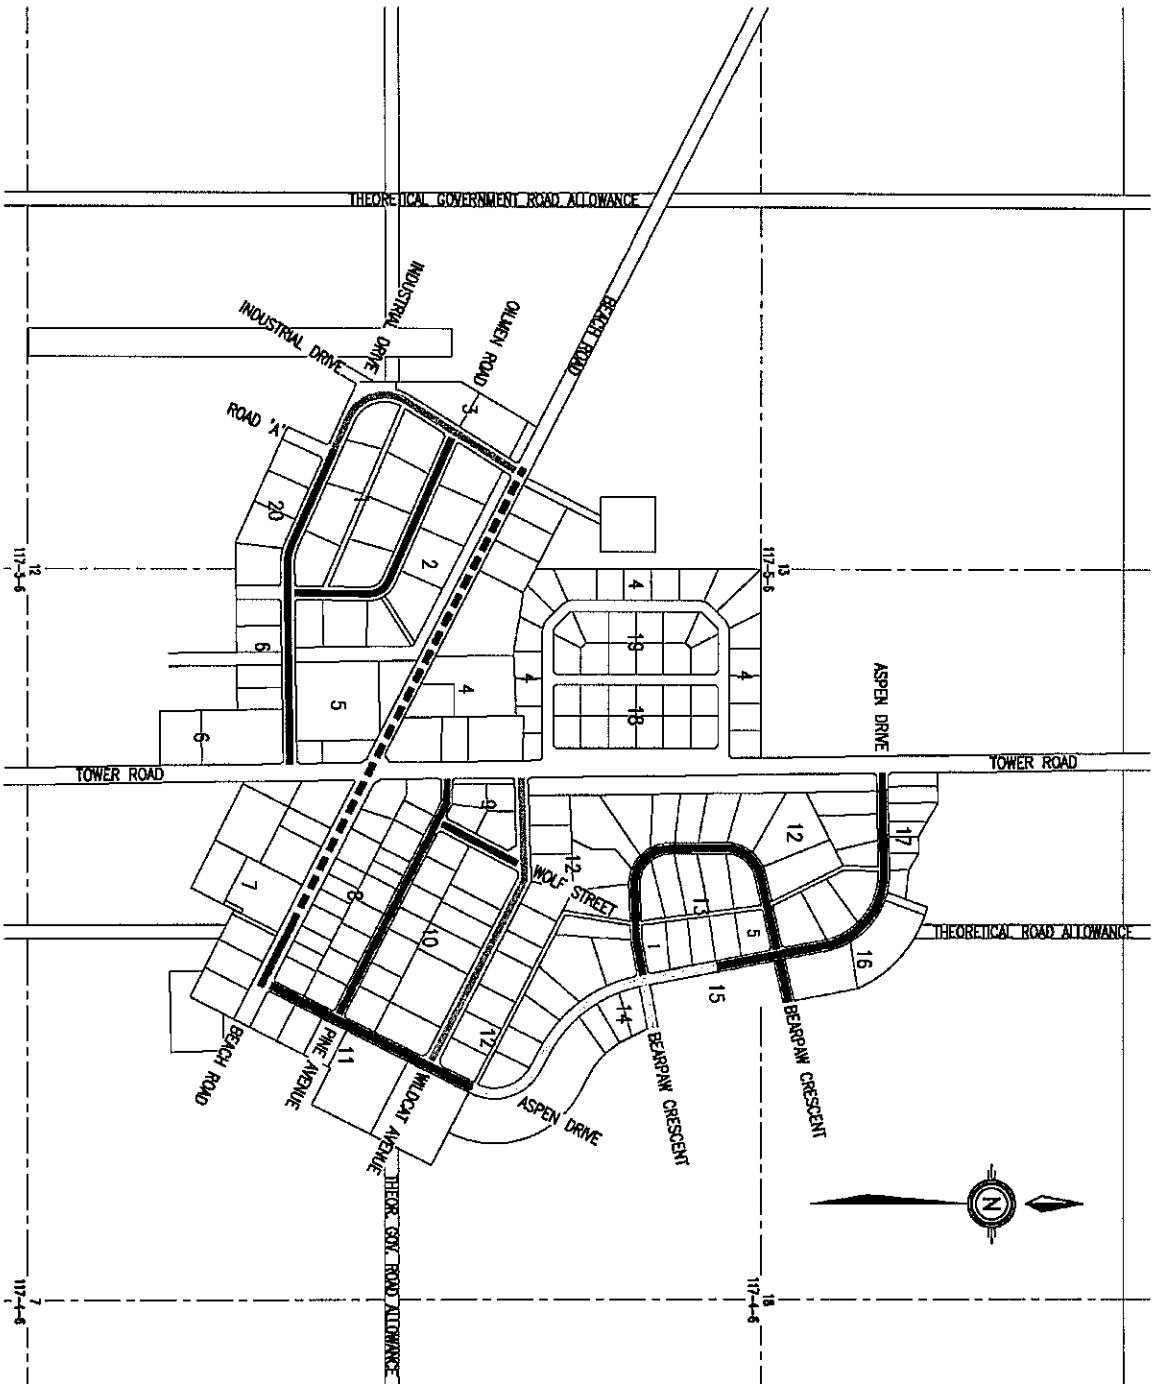 THEORETICAL GOVERNMENT ROAD ALLOWANCE
BEACH ROAD
INDUSTRIAL DRIVE
INDUSTRIAL DRIVE
OILMEN ROAD
ROAD 'A'
3
1
20
2
12
117-5-6
13
117-5-6
4
19
4
4
18
4
5
6
6
ASPEN DRIVE
TOWER ROAD
TOWER ROAD
9
12
12
17
WOLF STREET
7
8
10
13
1
5
THEORETICAL ROAD ALLOWANCE
16
15
14
12
11
BEACH ROAD
PINE AVENUE
WILDCAT AVENUE
ASPEN DRIVE
BEARPAW CRESCENT
BEARPAW CRESCENT
THEOR. GOV. ROAD ALLOWANCE
N
7
117-4-6
18
117-4-6